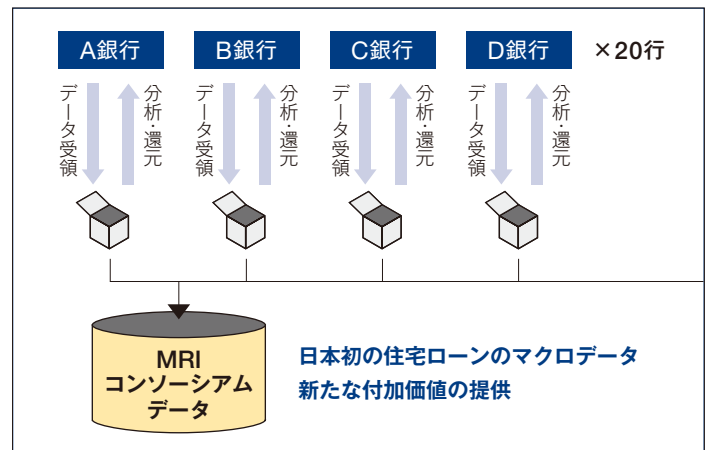 A銀行
B銀行
C銀行
D銀行
×20行
データ受領
分析・還元
データ受領
分析・還元
データ受領
分析・還元
データ受領
分析・還元
MRI
コンソーシアム
データ
日本初の住宅ローンのマクロデータ
新たな付加価値の提供